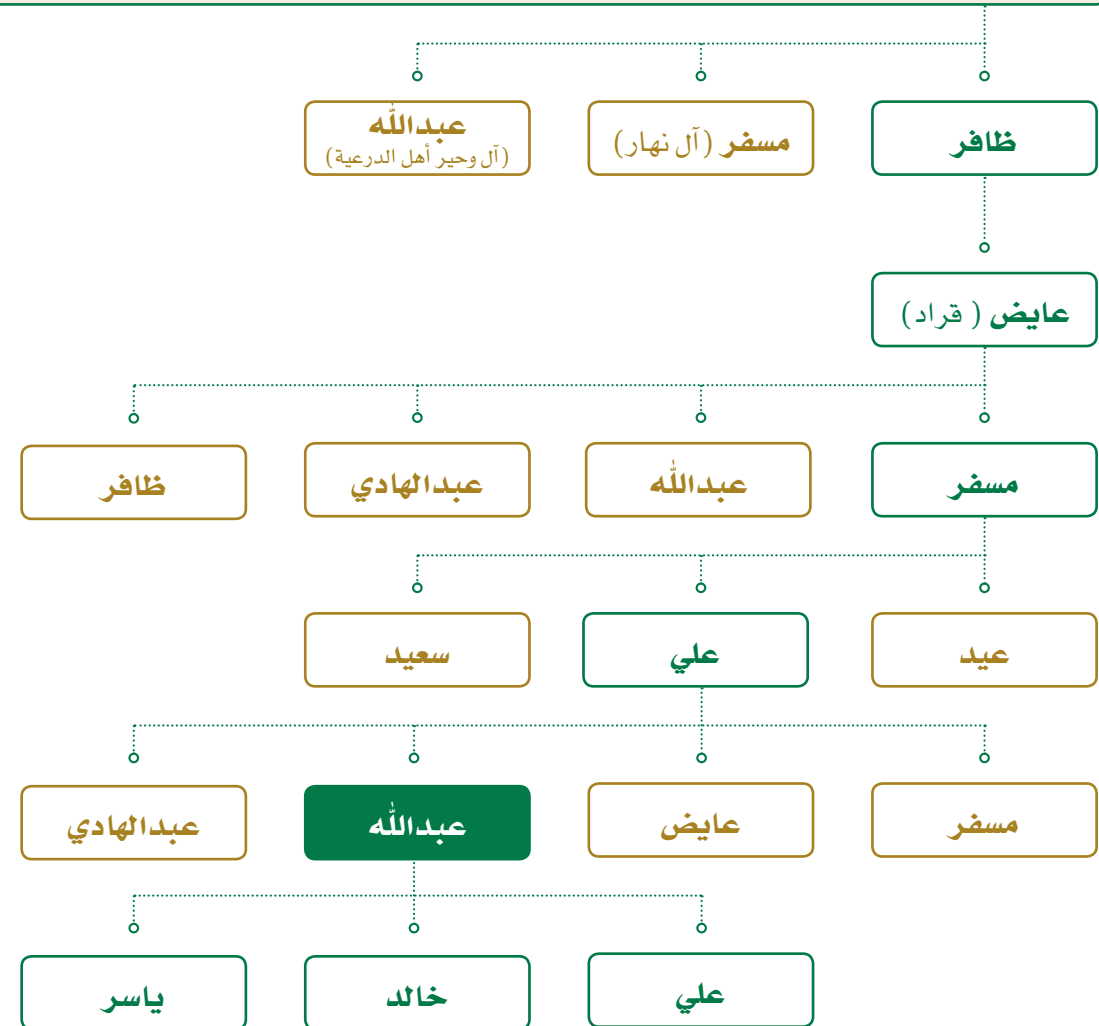 ظافر
مسفر (آل نهار)
عبدالله
(آل وحير أهل الدرعية)
عايض ( قراد)
مسفر
عبدالله
عبدالهادي
ظافر
عيد
علي
سعيد
مسفر
عايض
عبدالله
عبدالهادي
علي
خالد
ياسر